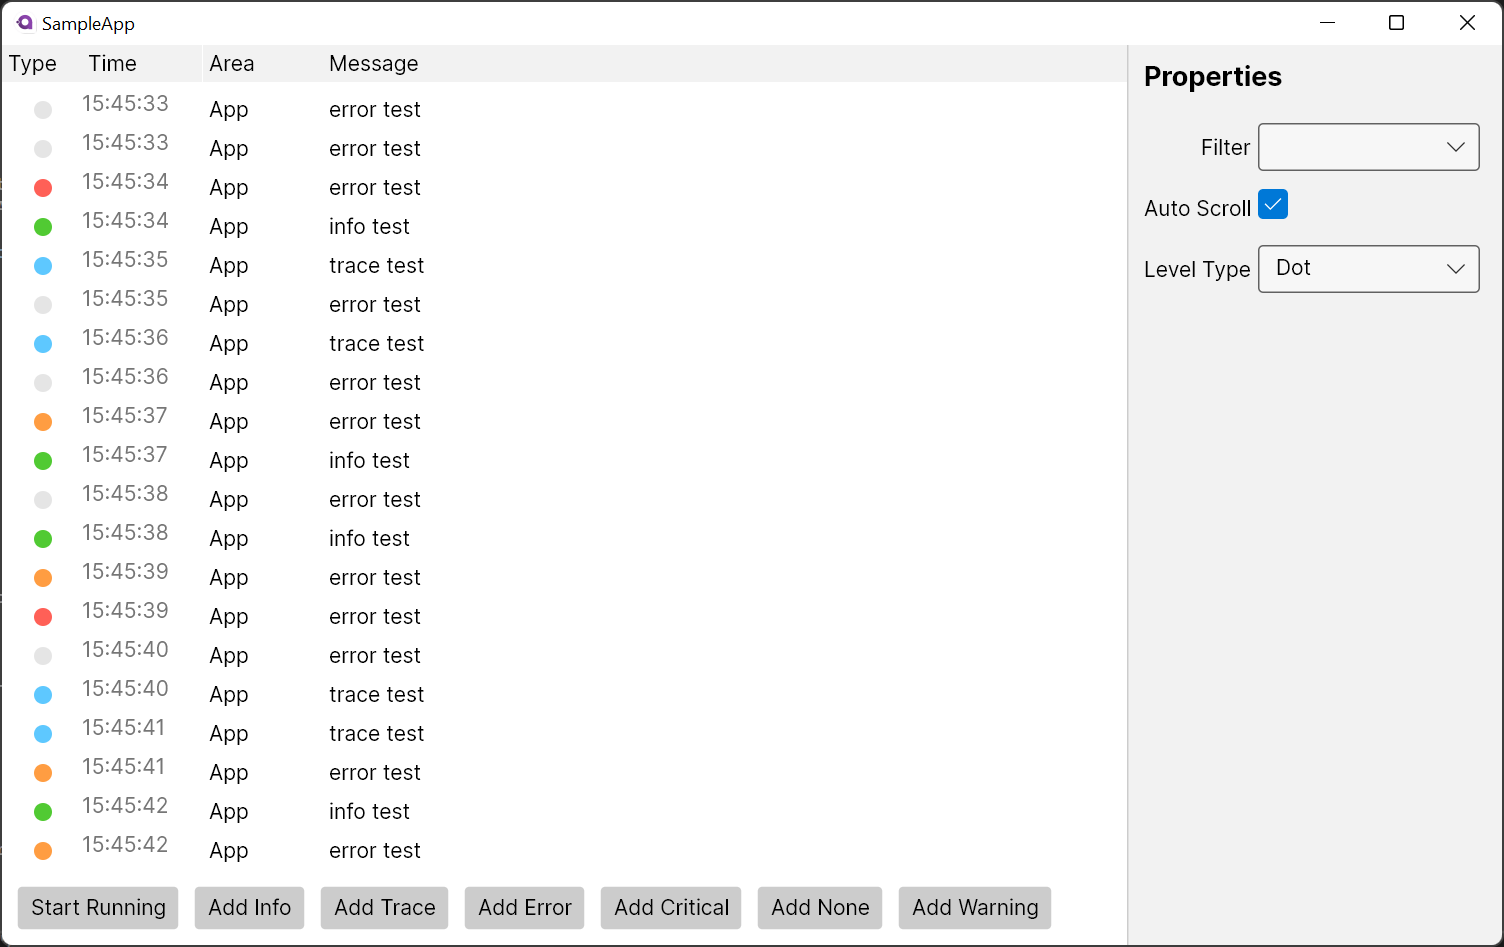 SampleApp
Type Time Area Message
15:45:33 App error test
15:45:33 App error test
15:45:34 App error test
15:45:34 App info test
15:45:35 App trace test
15:45:35 App error test
15:45:36 App trace test
15:45:36 App error test
15:45:37 App error test
15:45:37 App info test
15:45:38 App error test
15:45:38 App info test
15:45:39 App error test
15:45:39 App error test
15:45:40 App error test
15:45:40 App trace test
15:45:41 App trace test
15:45:41 App error test
15:45:42 App info test
15:45:42 App error test
Start Running Add Info Add Trace Add Error Add Critical Add None Add Warning
Properties
Filter
Auto Scroll
Level Type Dot